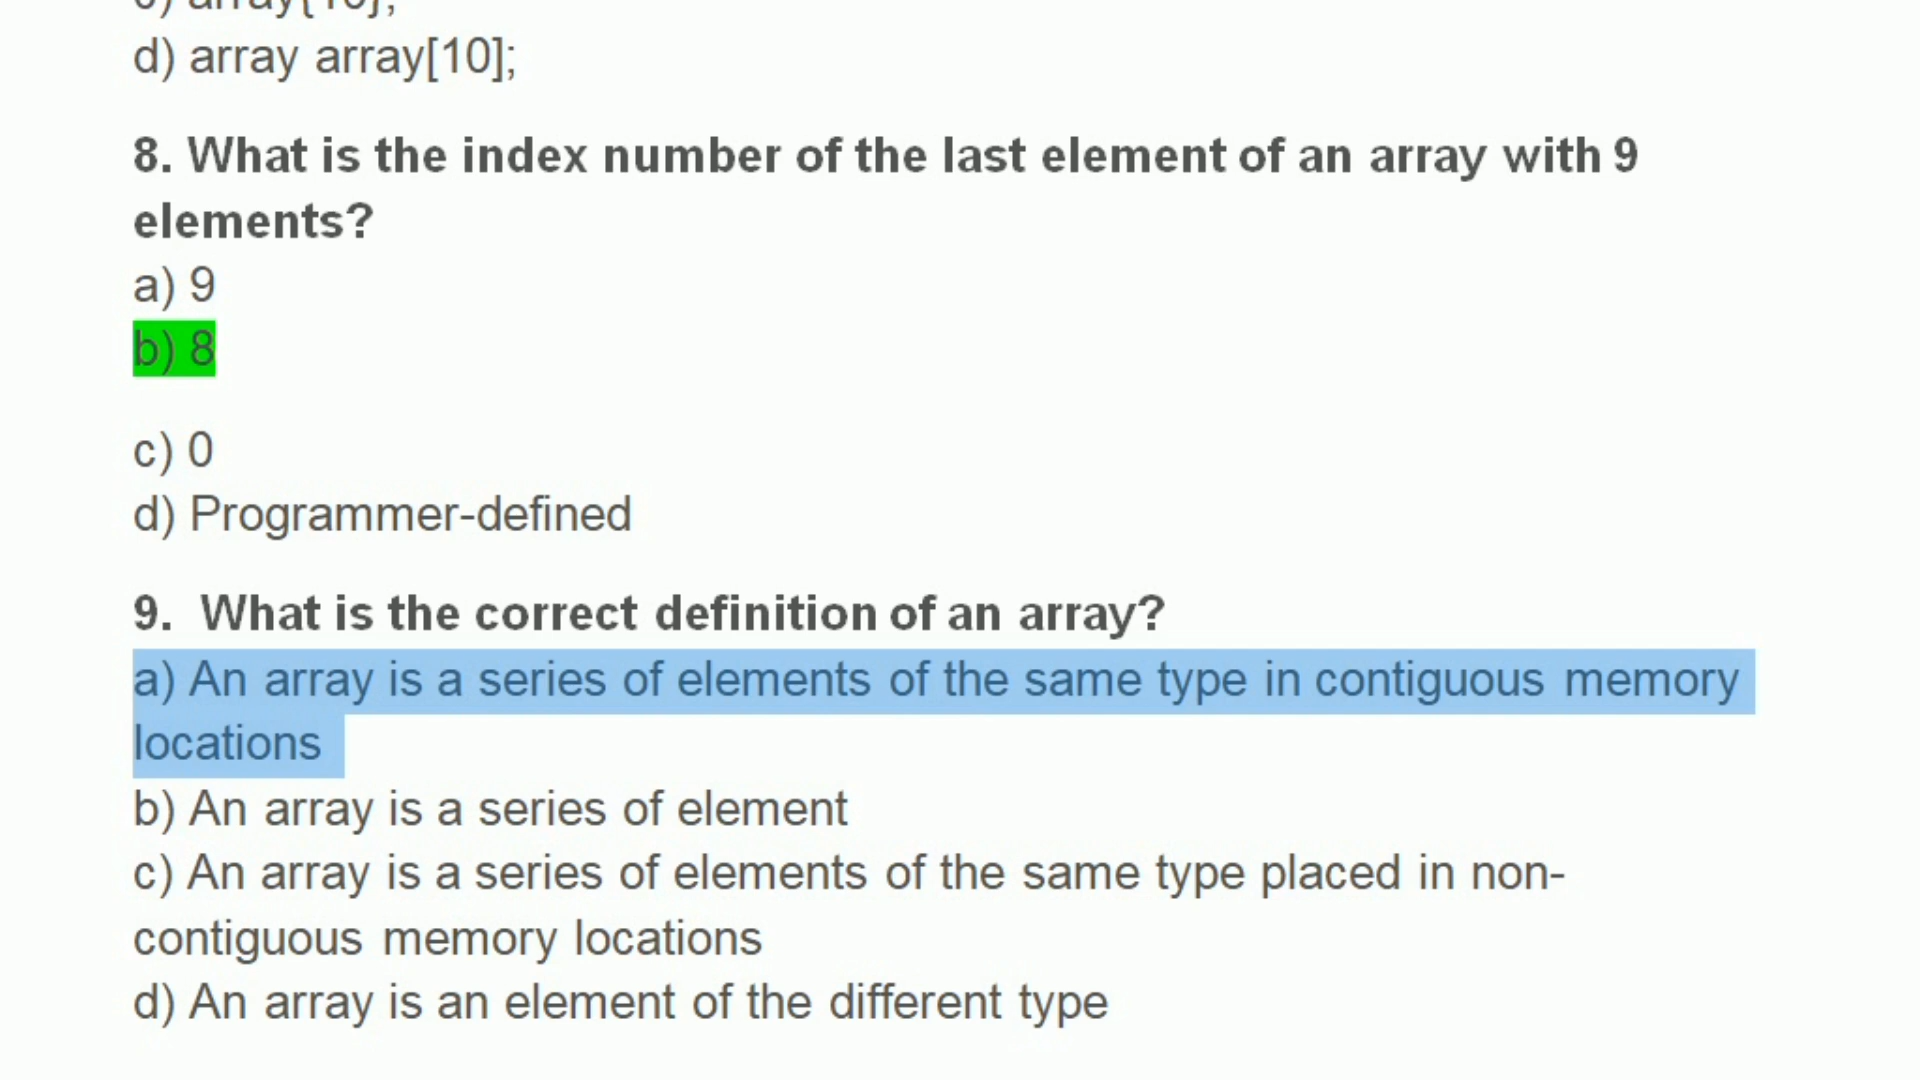 d) array array[10];
8. What is the index number of the last element of an array with 9
elements?
a) 9
b) 8
c) 0
d) Programmer-defined
9. What is the correct definition of an array?
a) An array is a series of elements of the same type in contiguous memory
locations
b) An array is a series of element
c) An array is a series of elements of the same type placed in non-
contiguous memory locations
d) An array is an element of the different type